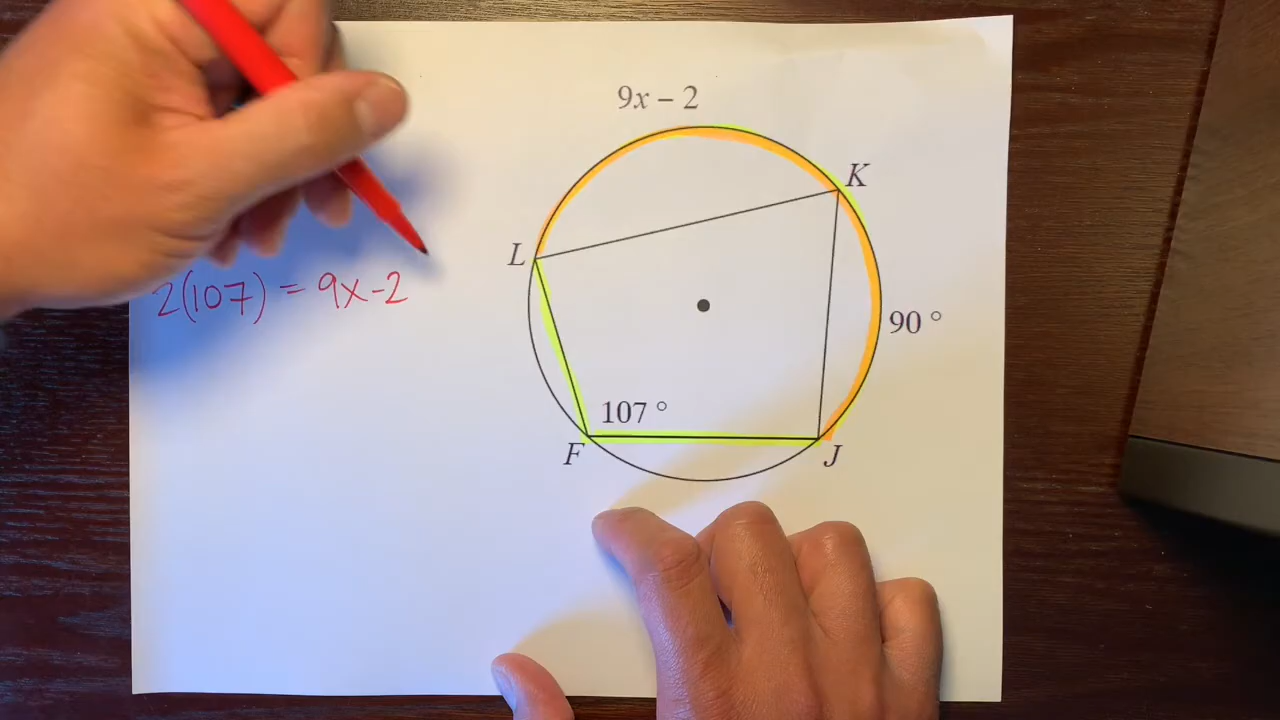 9x – 2
K
L
2(107) = 9x-2
90 °
107 °
F
J